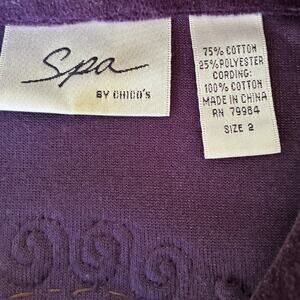 Spa
BY CHICO'S
75% COTTON
25% POLYESTER
CORDING:
100% COTTON
MADE IN CHINA
RN 79984
SIZE 2